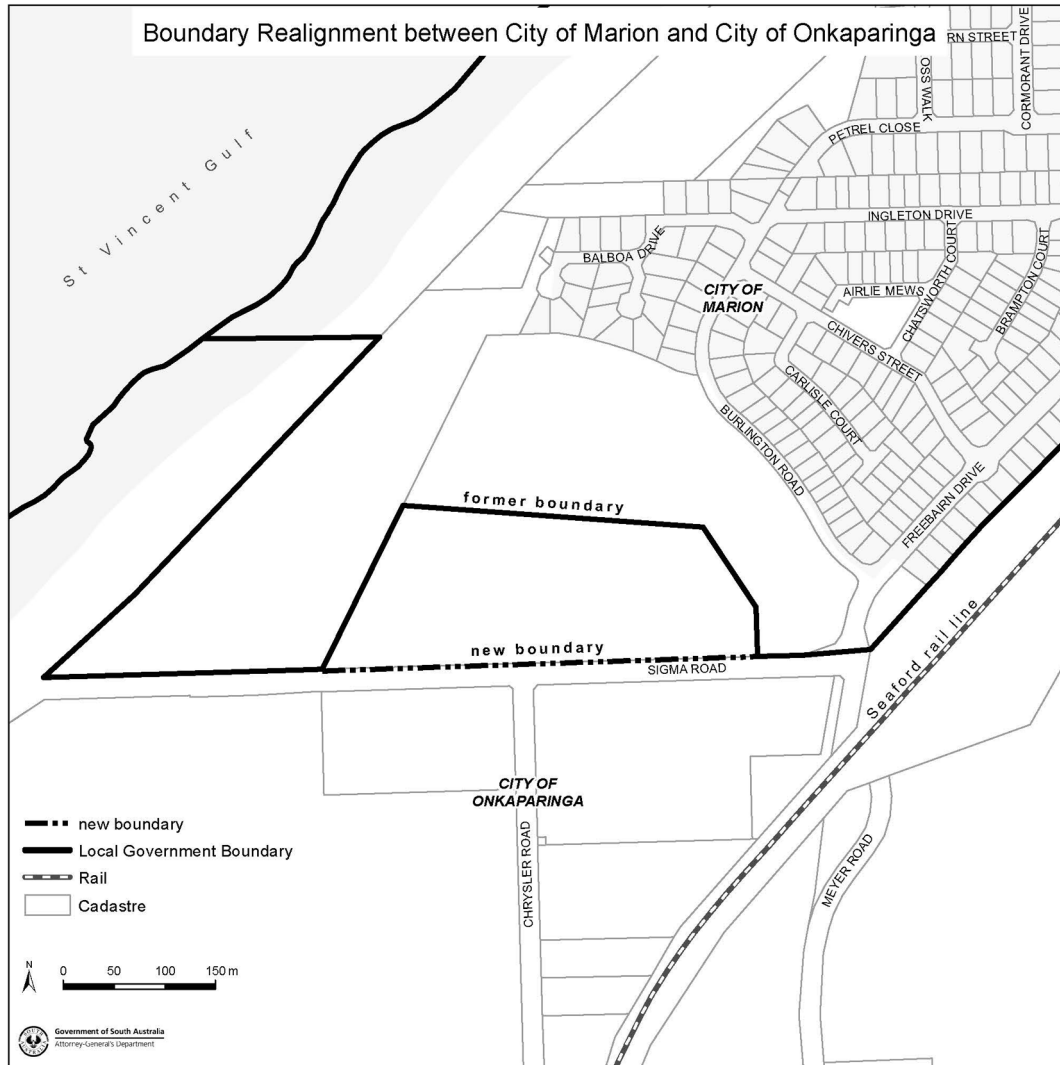 Boundary Realignment between City of Marion and City of Onkaparinga
RN STREET
OSS WALK
CORMORANT DRIVE
PETREL CLOSE
St Vincent Gulf
INGLETON DRIVE
BALBOA DRIVE
CITY OF
MARION
AIRLIE MEWS
CHATSWORTH COURT
BRAMPTON COURT
CHIVERS STREET
CARLISLE COURT
BURLINGTON ROAD
FREEBAIRN DRIVE
former boundary
new boundary
SIGMA ROAD
Seaford rail line
CITY OF
ONKAPARINGA
CHRYSLER ROAD
MEYER ROAD
new boundary
Local Government Boundary
Rail
Cadastre
N
0 50 100 150 m
Government of South Australia
Attorney-General's Department